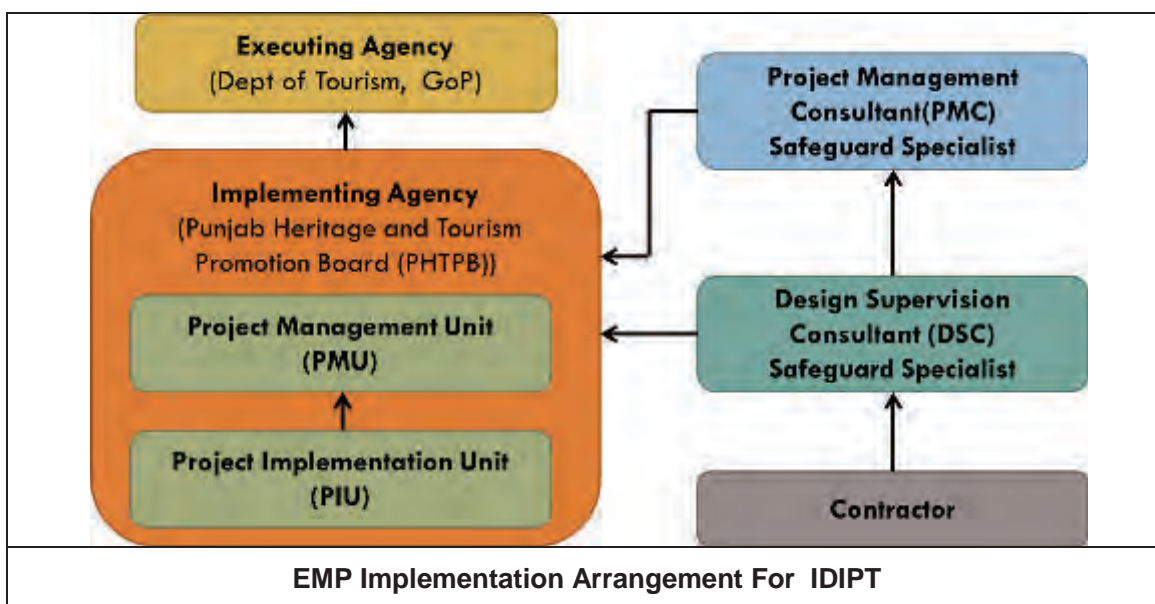 Executing Agency
(Dept of Tourism, GoP)
Implementing Agency
(Punjab Heritage and Tourism
Promotion Board (PHTPB))
Project Management Unit
(PMU)
Project Implementation Unit
(PIU)
Project Management
Consultant(PMC)
Safeguard Specialist
Design Supervision
Consultant (DSC)
Safeguard Specialist
Contractor
EMP Implementation Arrangement For IDIPT